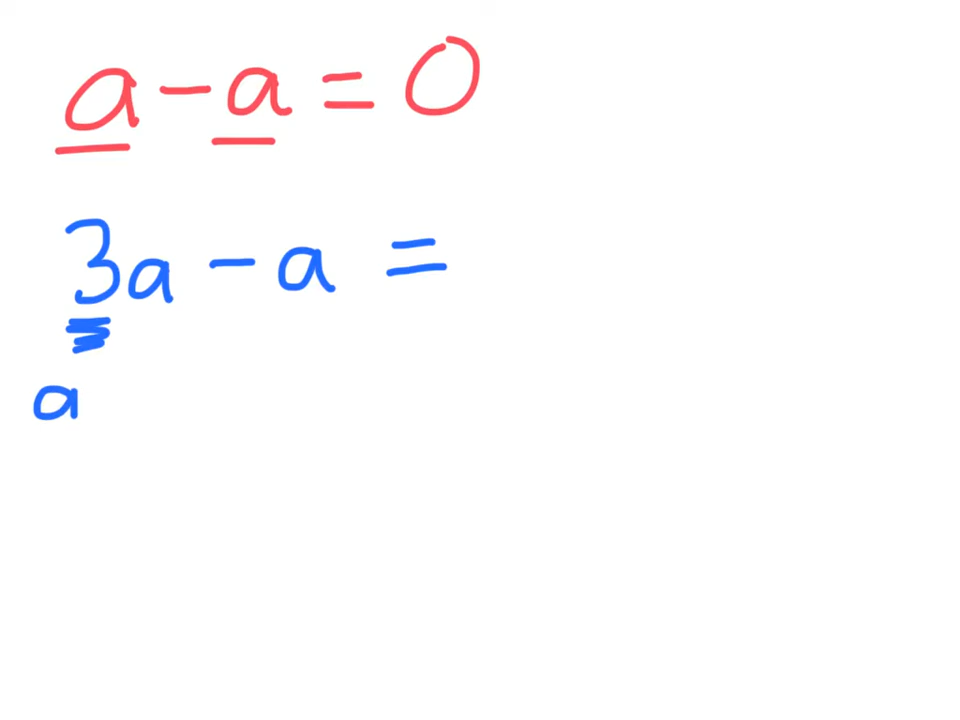 a - a = 0
3a - a =
a